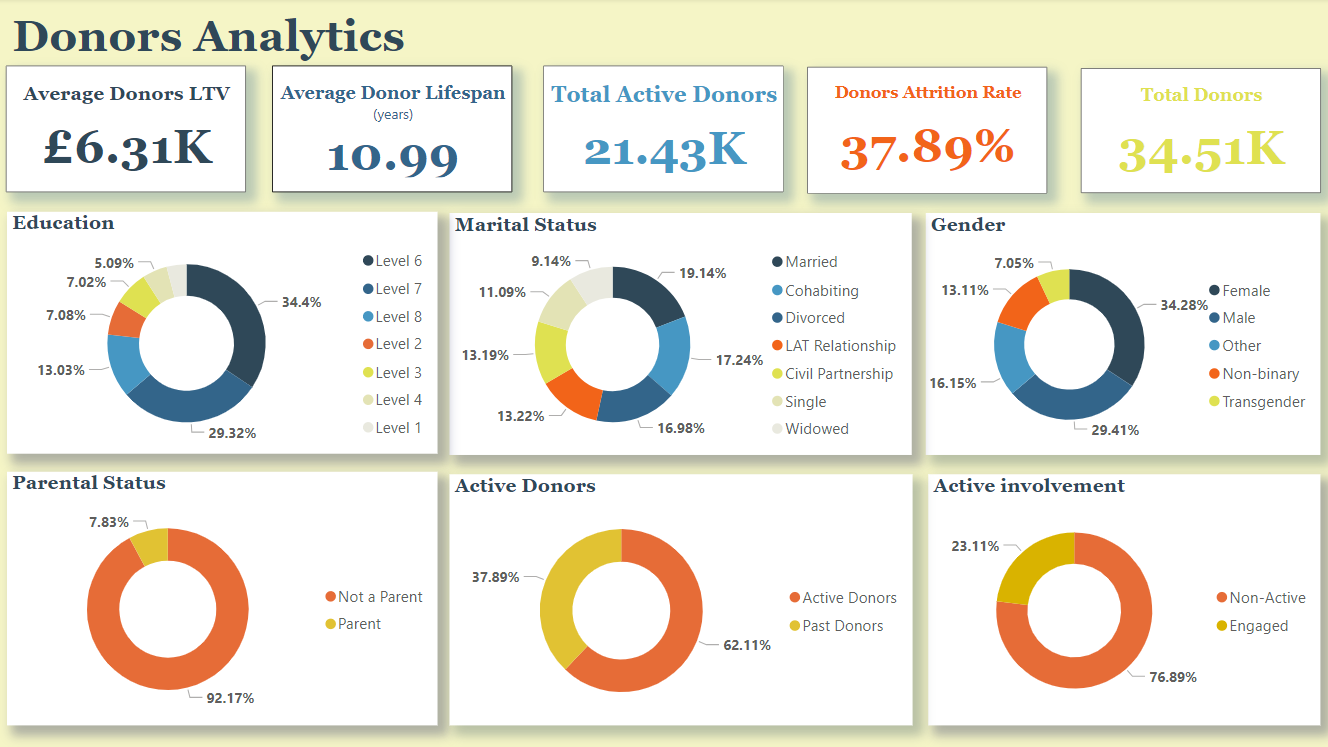 Donors Analytics
Average Donors LTV
£6.31K
Average Donor Lifespan
(years)
10.99
Total Active Donors
21.43K
Donors Attrition Rate
37.89%
Total Donors
34.51K
Education
5.09%
7.02%
7.08%
13.03%
34.4%
29.32%
Level 6
Level 7
Level 8
Level 2
Level 3
Level 4
Level 1
Marital Status
9.14%
11.09%
13.19%
13.22%
19.14%
17.24%
16.98%
Married
Cohabiting
Divorced
LAT Relationship
Civil Partnership
Single
Widowed
Gender
7.05%
13.11%
16.15%
34.28%
29.41%
Female
Male
Other
Non-binary
Transgender
Parental Status
7.83%
92.17%
Not a Parent
Parent
Active Donors
37.89%
62.11%
Active Donors
Past Donors
Active involvement
23.11%
76.89%
Non-Active
Engaged